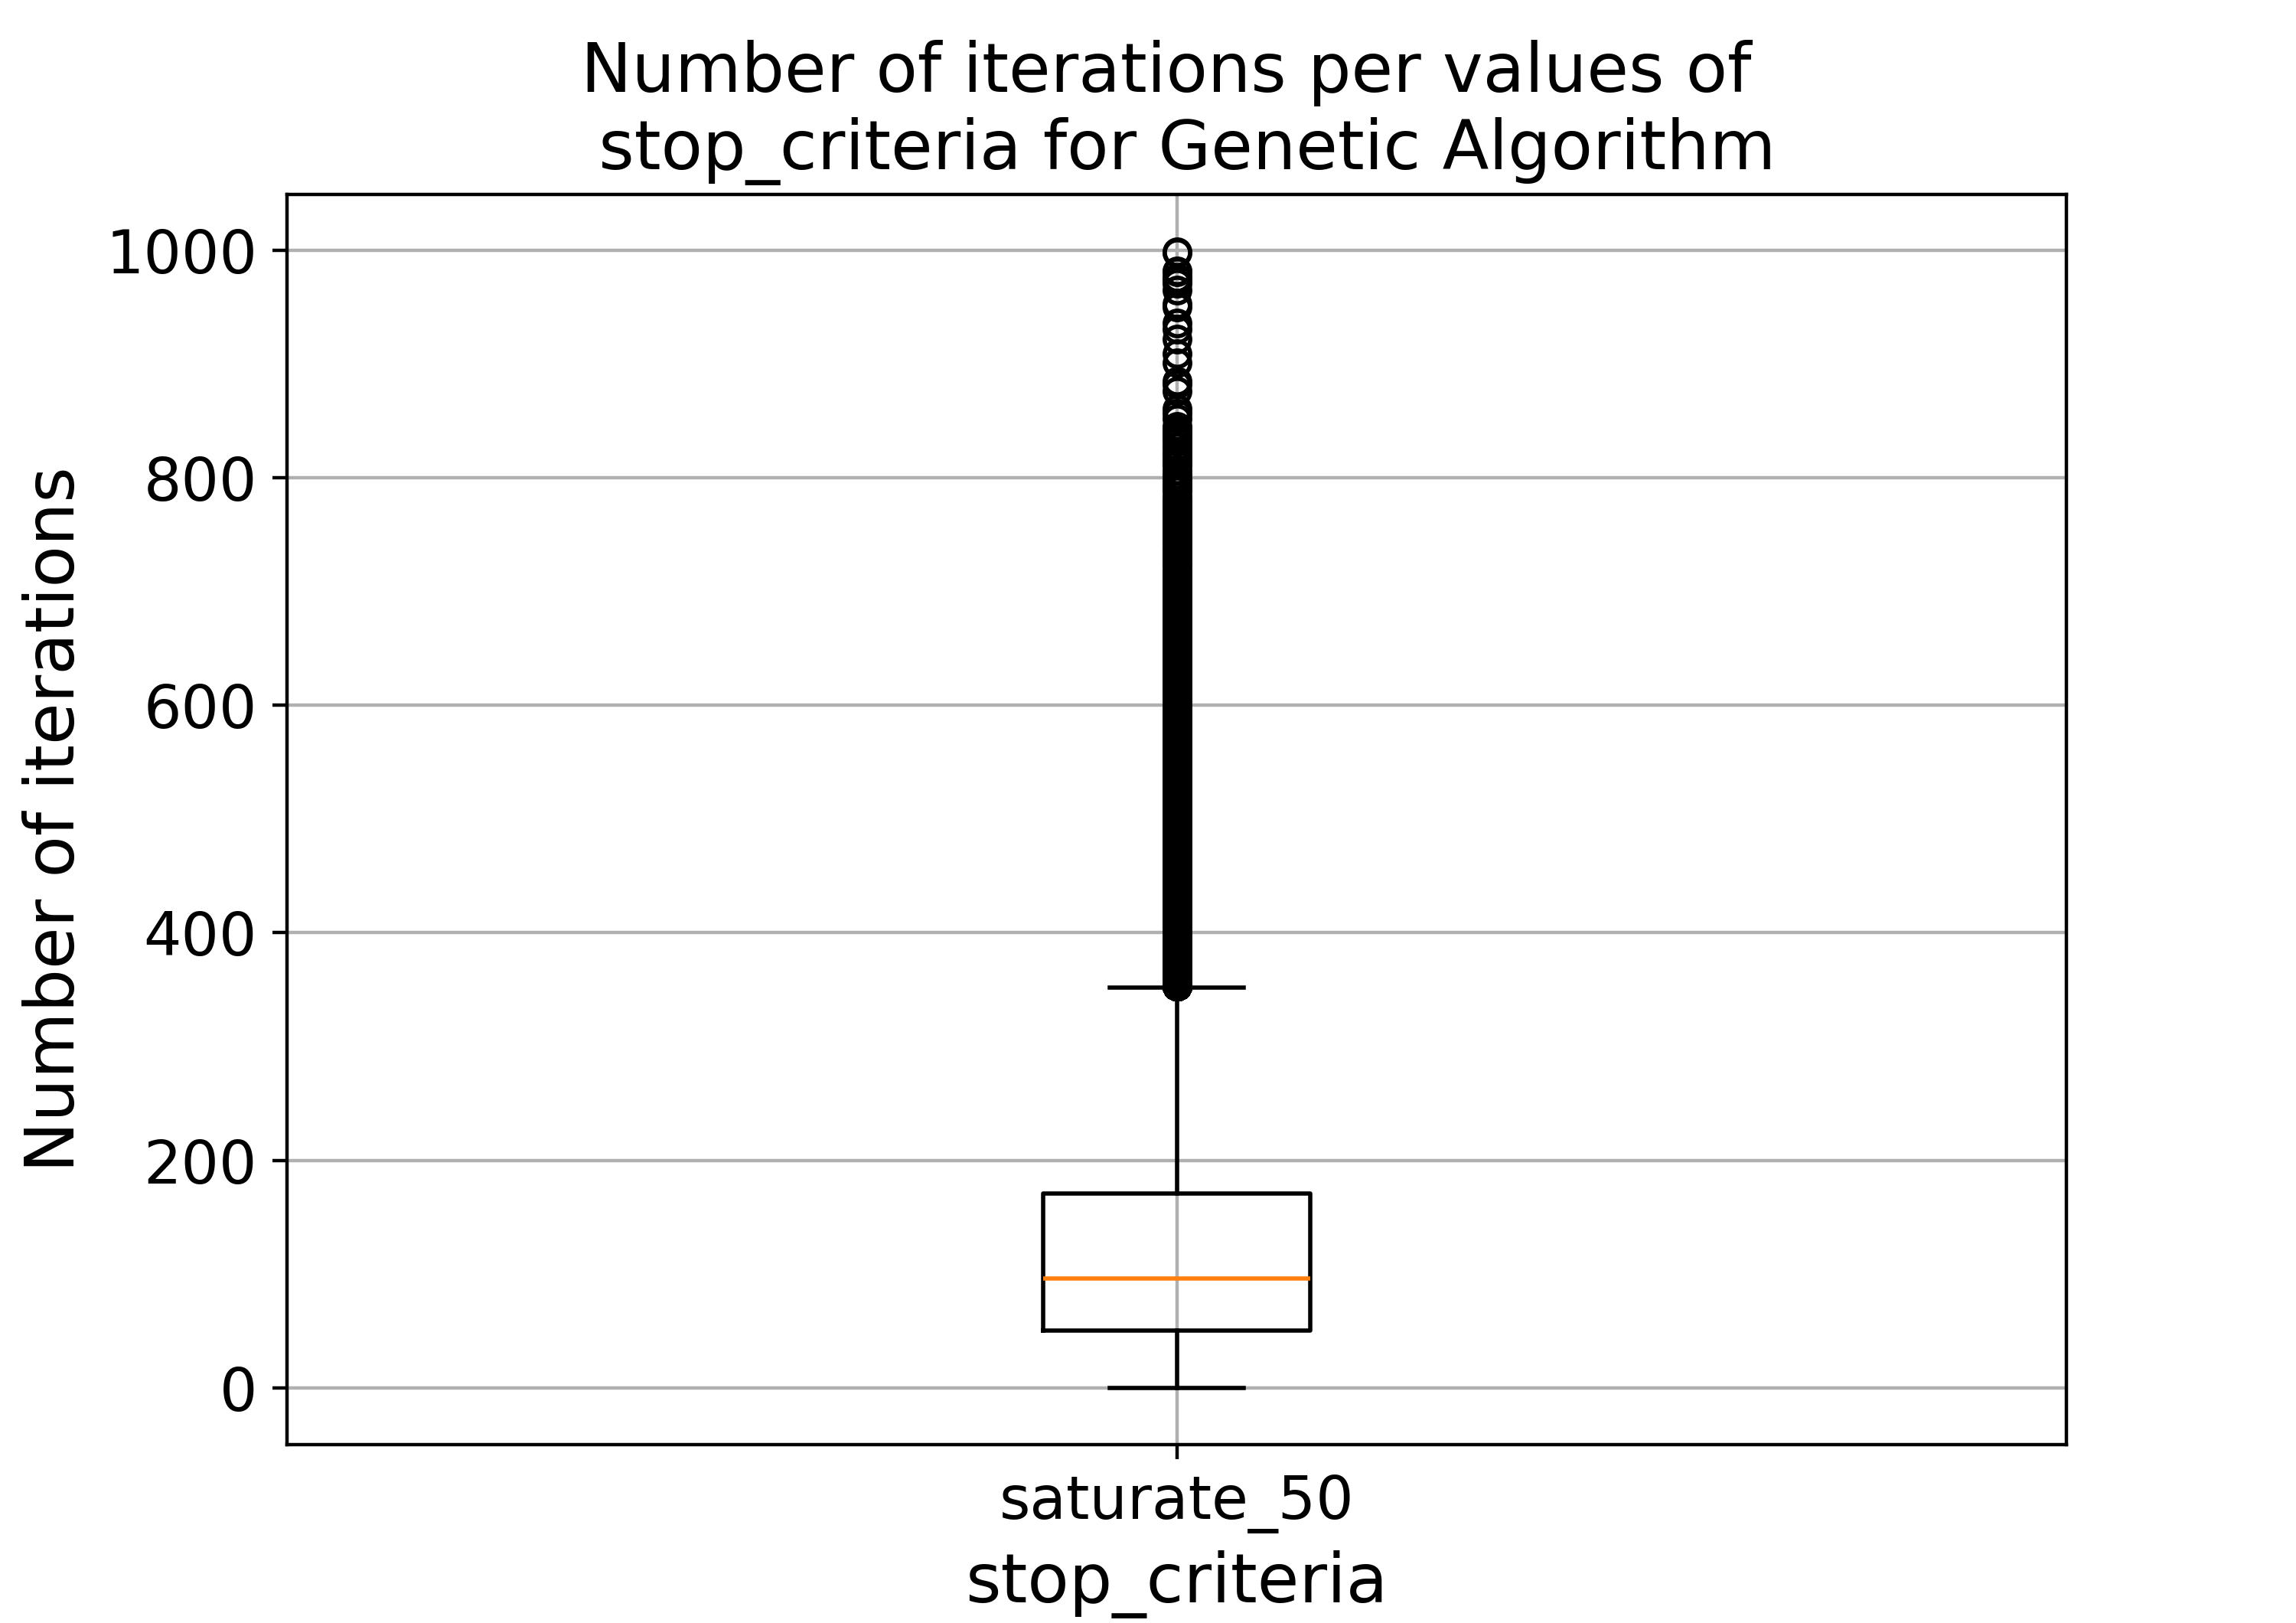 Number of iterations per values of
stop_criteria for Genetic Algorithm
Number of iterations
1000
800
600
400
200
0
saturate_50
stop_criteria